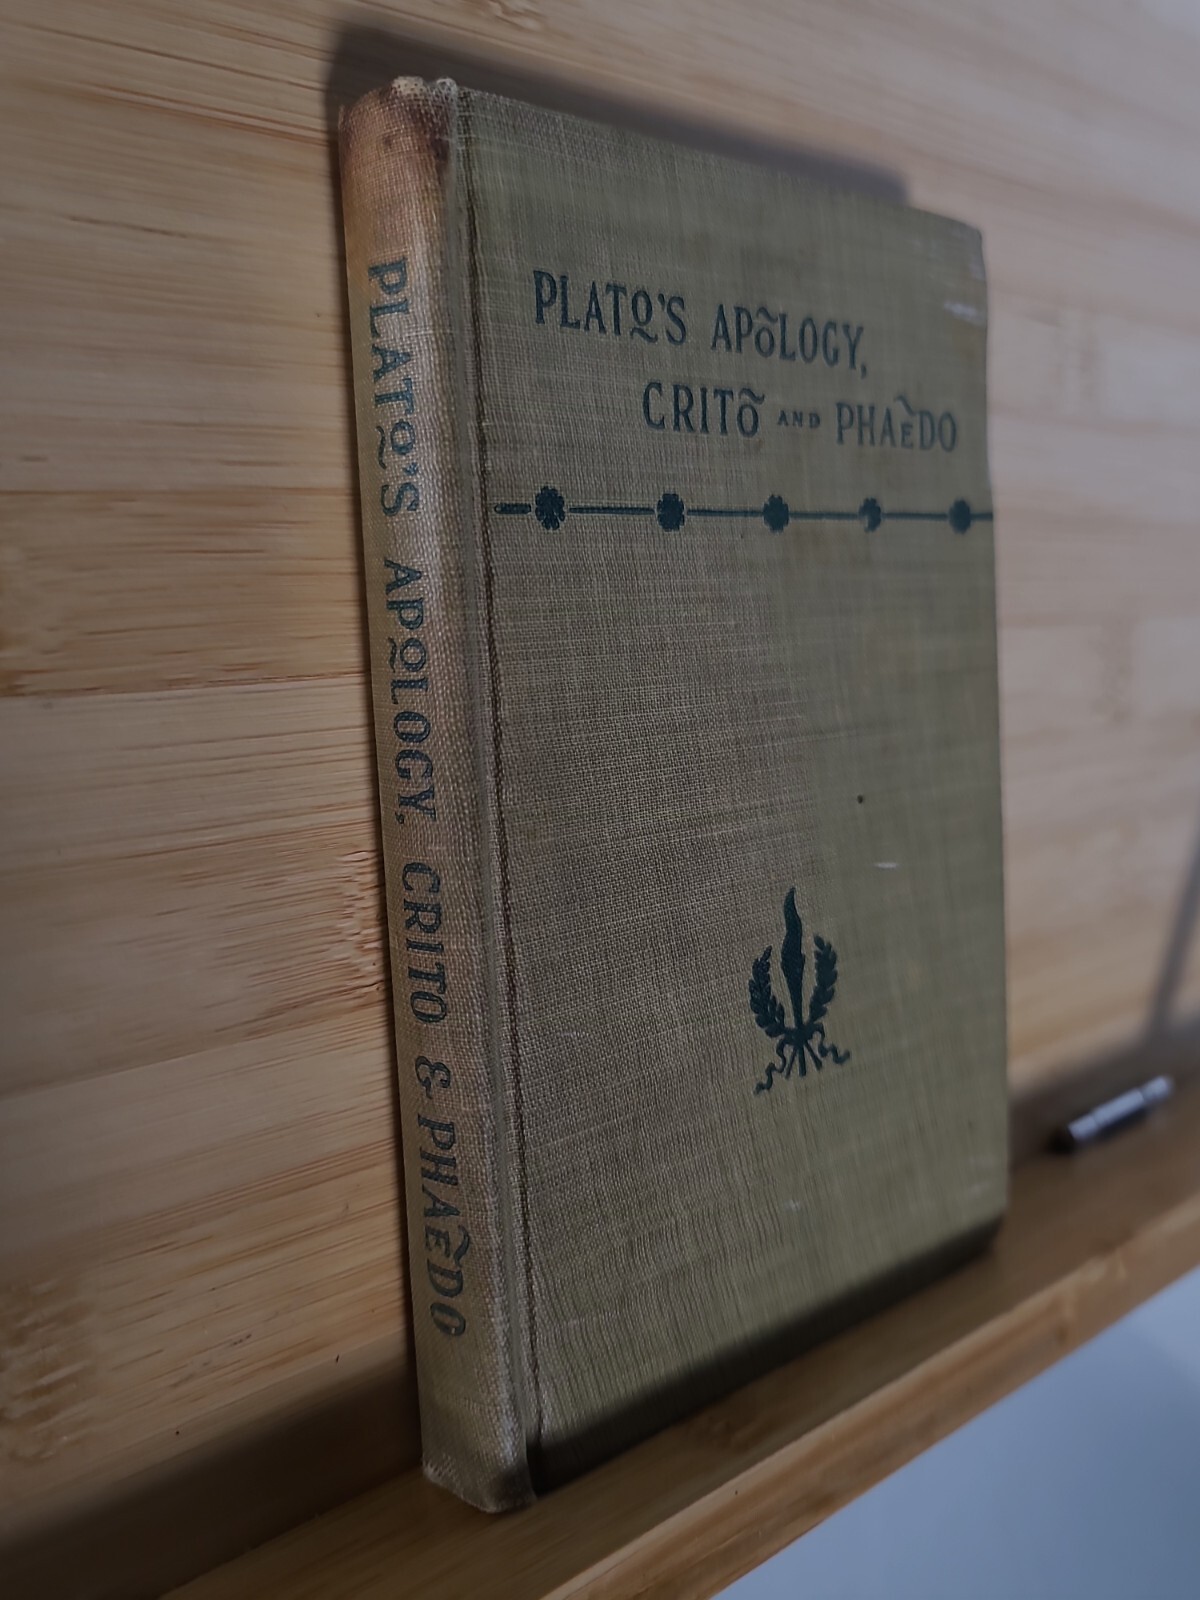 PLATO'S APOLOGY, CRITO & PHAEDO
PLATO'S APOLOGY,
CRITO AND PHAEDO